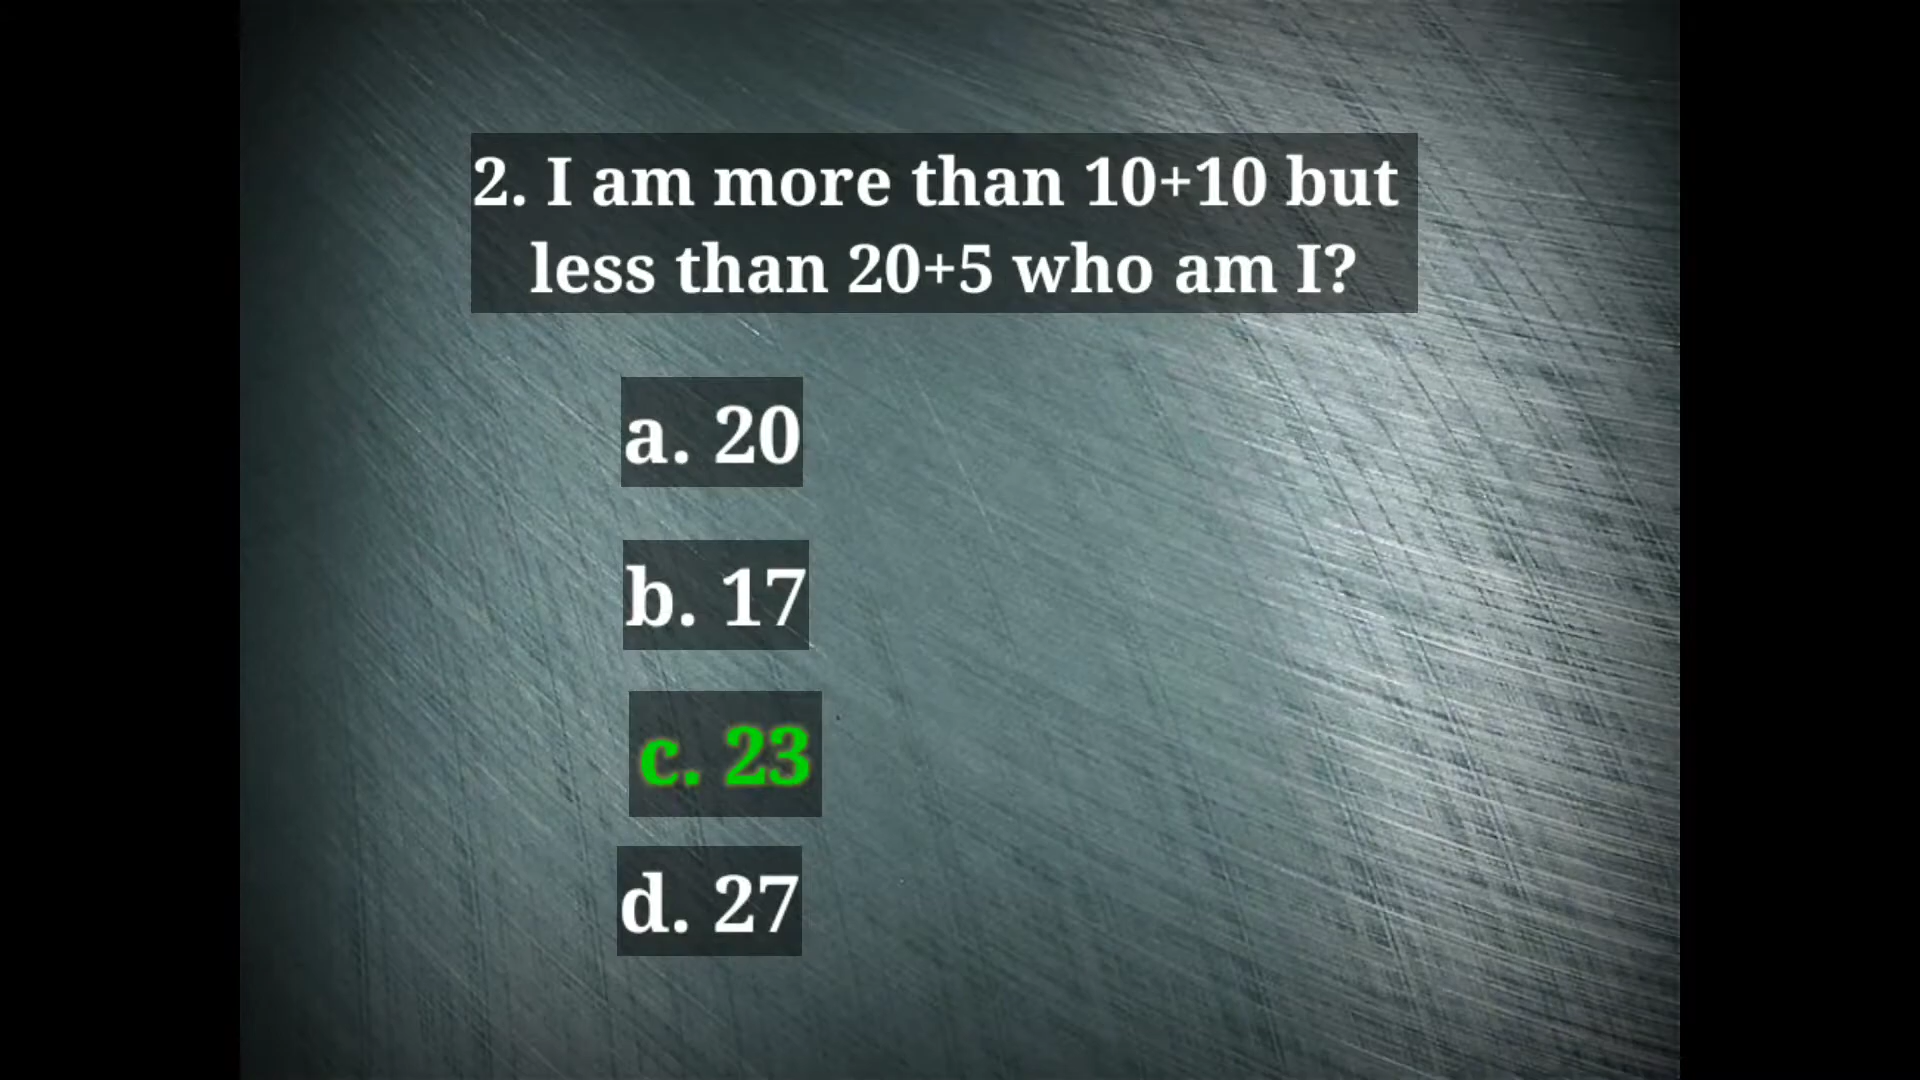 2. I am more than 10+10 but
less than 20+5 who am I?
a. 20
b. 17
c. 23
d. 27